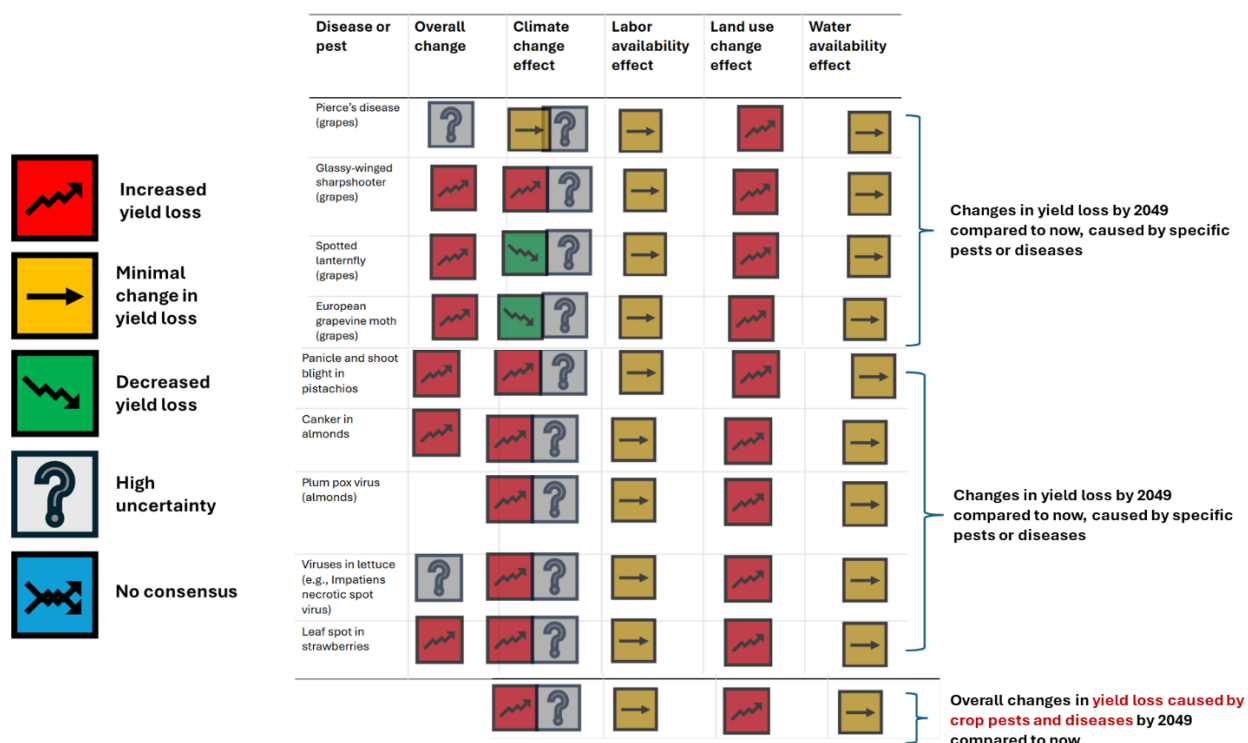 Disease or
pest
Overall
change
Climate
change
effect
Labor
availability
effect
Land use
change
effect
Water
availability
effect
Pierce's disease
(grapes)
Glassy-winged
sharpshooter
(grapes)
Spotted
lanternfly
(grapes)
European
grapevine moth
(grapes)
Panicle and shoot
blight in
pistachios
Canker in
almonds
Plum pox virus
(almonds)
Viruses in lettuce
(e.g., Impatiens
necrotic spot
virus)
Leaf spot in
strawberries
Increased
yield loss
Minimal
change in
yield loss
Decreased
yield loss
High
uncertainty
No consensus
Changes in yield loss by 2049
compared to now, caused by specific
pests or diseases
Changes in yield loss by 2049
compared to now, caused by specific
pests or diseases
Overall changes in yield loss caused by
crop pests and diseases by 2049
compared to now